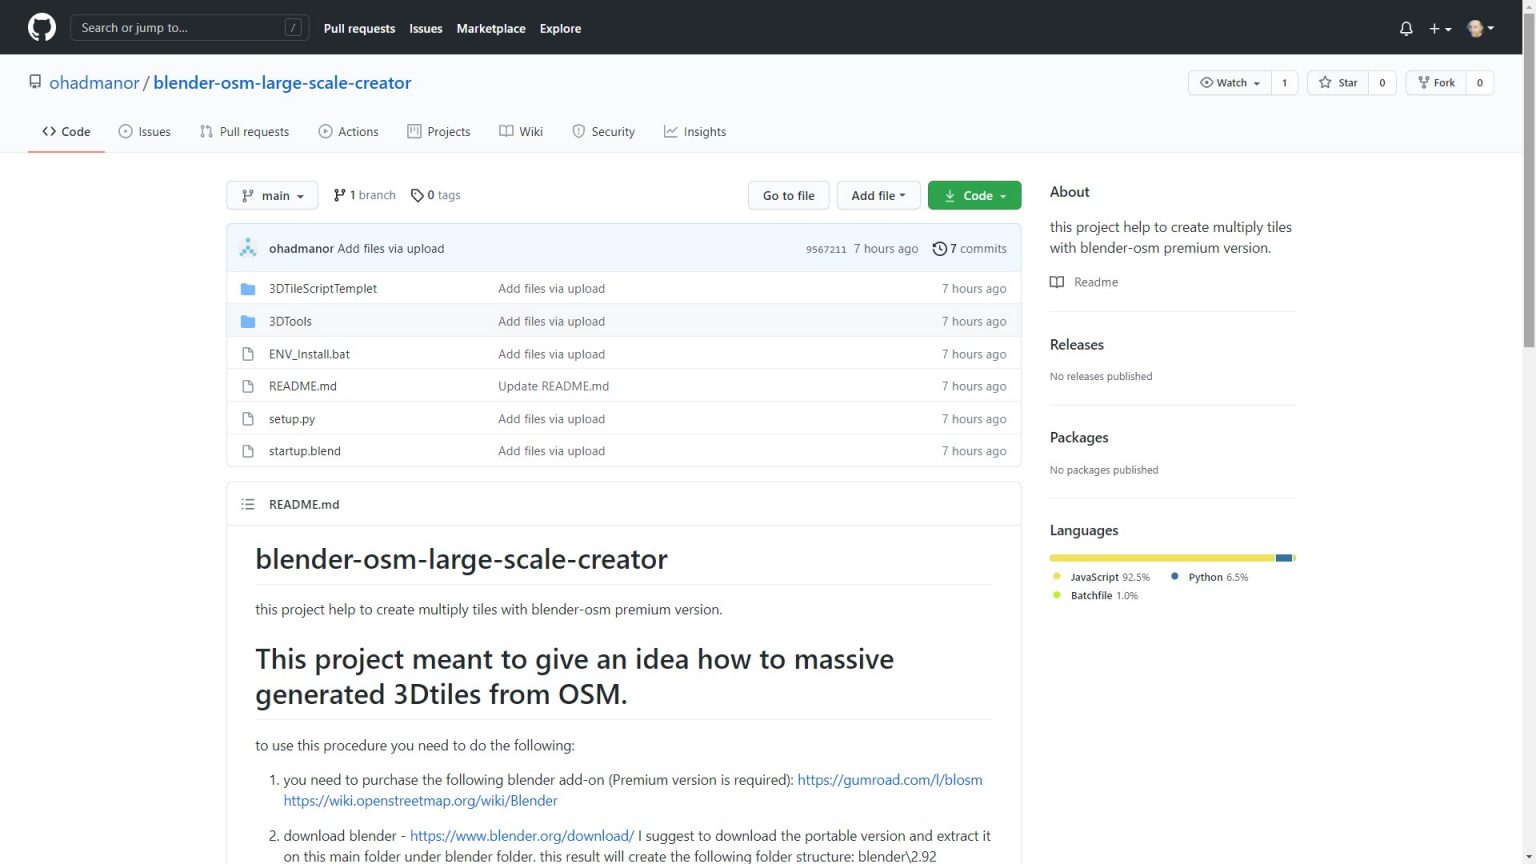 Search or jump to... /
Pull requests Issues Marketplace Explore
ohadmanor / blender-osm-large-scale-creator
Watch 1 Star 0 Fork 0
Code Issues Pull requests Actions Projects Wiki Security Insights
main 1 branch 0 tags
Go to file Add file Code
ohadmanor Add files via upload 9567211 7 hours ago 7 commits
3DTileScriptTemplet Add files via upload 7 hours ago
3DTools Add files via upload 7 hours ago
ENV_Install.bat Add files via upload 7 hours ago
README.md Update README.md 7 hours ago
setup.py Add files via upload 7 hours ago
startup.blend Add files via upload 7 hours ago
README.md
blender-osm-large-scale-creator
this project help to create multiply tiles with blender-osm premium version.
This project meant to give an idea how to massive
generated 3Dtiles from OSM.
to use this procedure you need to do the following:
1. you need to purchase the following blender add-on (Premium version is required): https://gumroad.com/l/blosm
https://wiki.openstreetmap.org/wiki/Blender
2. download blender - https://www.blender.org/download/ I suggest to download the portable version and extract it
on this main folder under blender folder. this result will create the following folder structure: blender\2.92
About
this project help to create multiply tiles
with blender-osm premium version.
Readme
Releases
No releases published
Packages
No packages published
Languages
JavaScript 92.5% Python 6.5%
Batchfile 1.0%